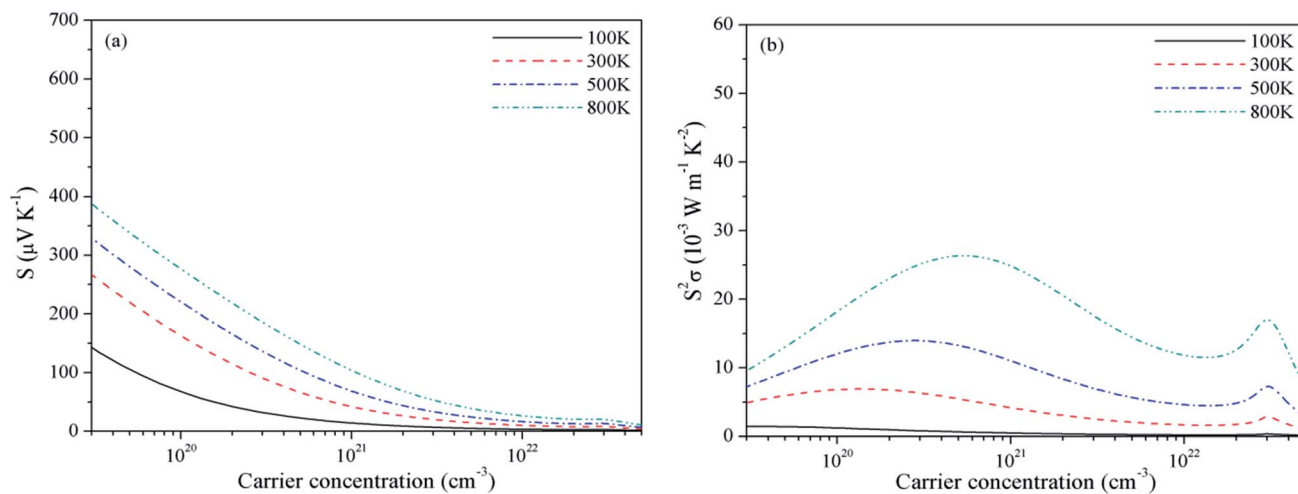 (a)
100K
300K
500K
800K
700
600
500
400
300
200
100
0
S (μV K⁻¹)
10²⁰
10²¹
10²²
Carrier concentration (cm⁻³)
(b)
100K
300K
500K
800K
60
50
40
30
20
10
0
S²σ (10⁻³ W m⁻¹ K⁻²)
10²⁰
10²¹
10²²
Carrier concentration (cm⁻³)